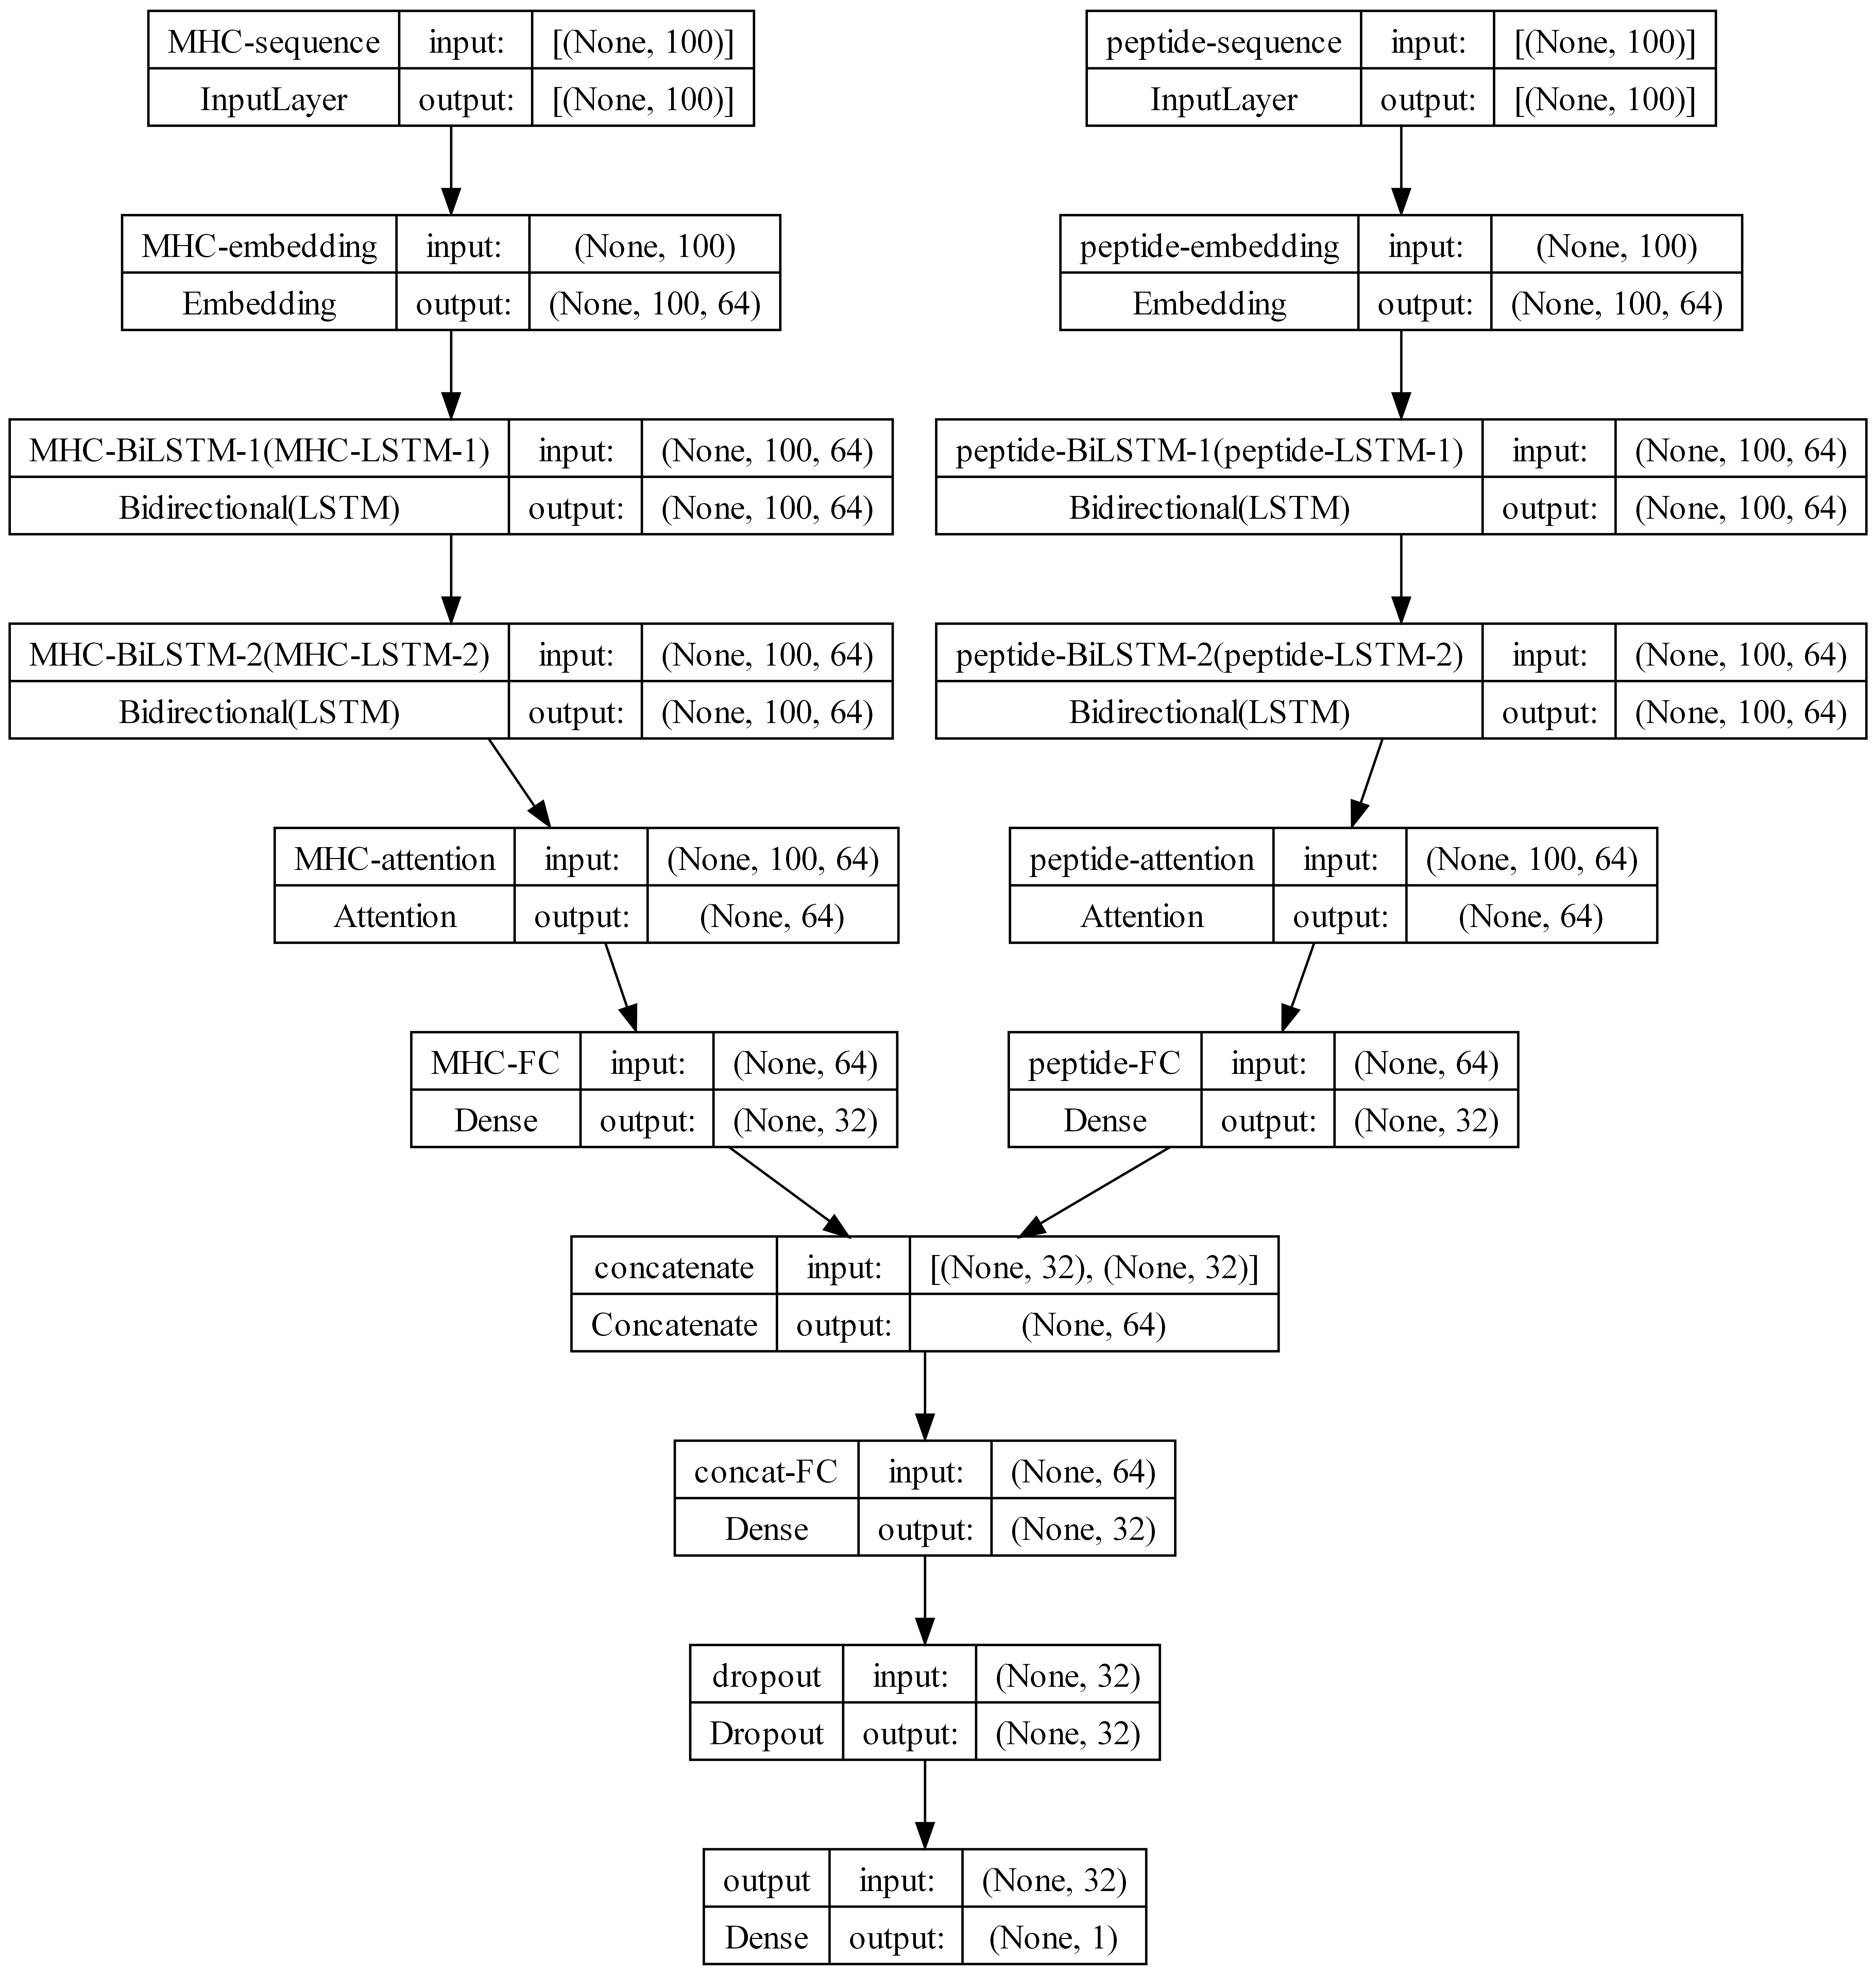 MHC-sequence input: [(None, 100)]
InputLayer output: [(None, 100)]
peptide-sequence input: [(None, 100)]
InputLayer output: [(None, 100)]
MHC-embedding input: (None, 100)
Embedding output: (None, 100, 64)
peptide-embedding input: (None, 100)
Embedding output: (None, 100, 64)
MHC-BiLSTM-1(MHC-LSTM-1) input: (None, 100, 64)
Bidirectional(LSTM) output: (None, 100, 64)
peptide-BiLSTM-1(peptide-LSTM-1) input: (None, 100, 64)
Bidirectional(LSTM) output: (None, 100, 64)
MHC-BiLSTM-2(MHC-LSTM-2) input: (None, 100, 64)
Bidirectional(LSTM) output: (None, 100, 64)
peptide-BiLSTM-2(peptide-LSTM-2) input: (None, 100, 64)
Bidirectional(LSTM) output: (None, 100, 64)
MHC-attention input: (None, 100, 64)
Attention output: (None, 64)
peptide-attention input: (None, 100, 64)
Attention output: (None, 64)
MHC-FC input: (None, 64)
Dense output: (None, 32)
peptide-FC input: (None, 64)
Dense output: (None, 32)
concatenate input: [(None, 32), (None, 32)]
Concatenate output: (None, 64)
concat-FC input: (None, 64)
Dense output: (None, 32)
dropout input: (None, 32)
Dropout output: (None, 32)
output input: (None, 32)
Dense output: (None, 1)